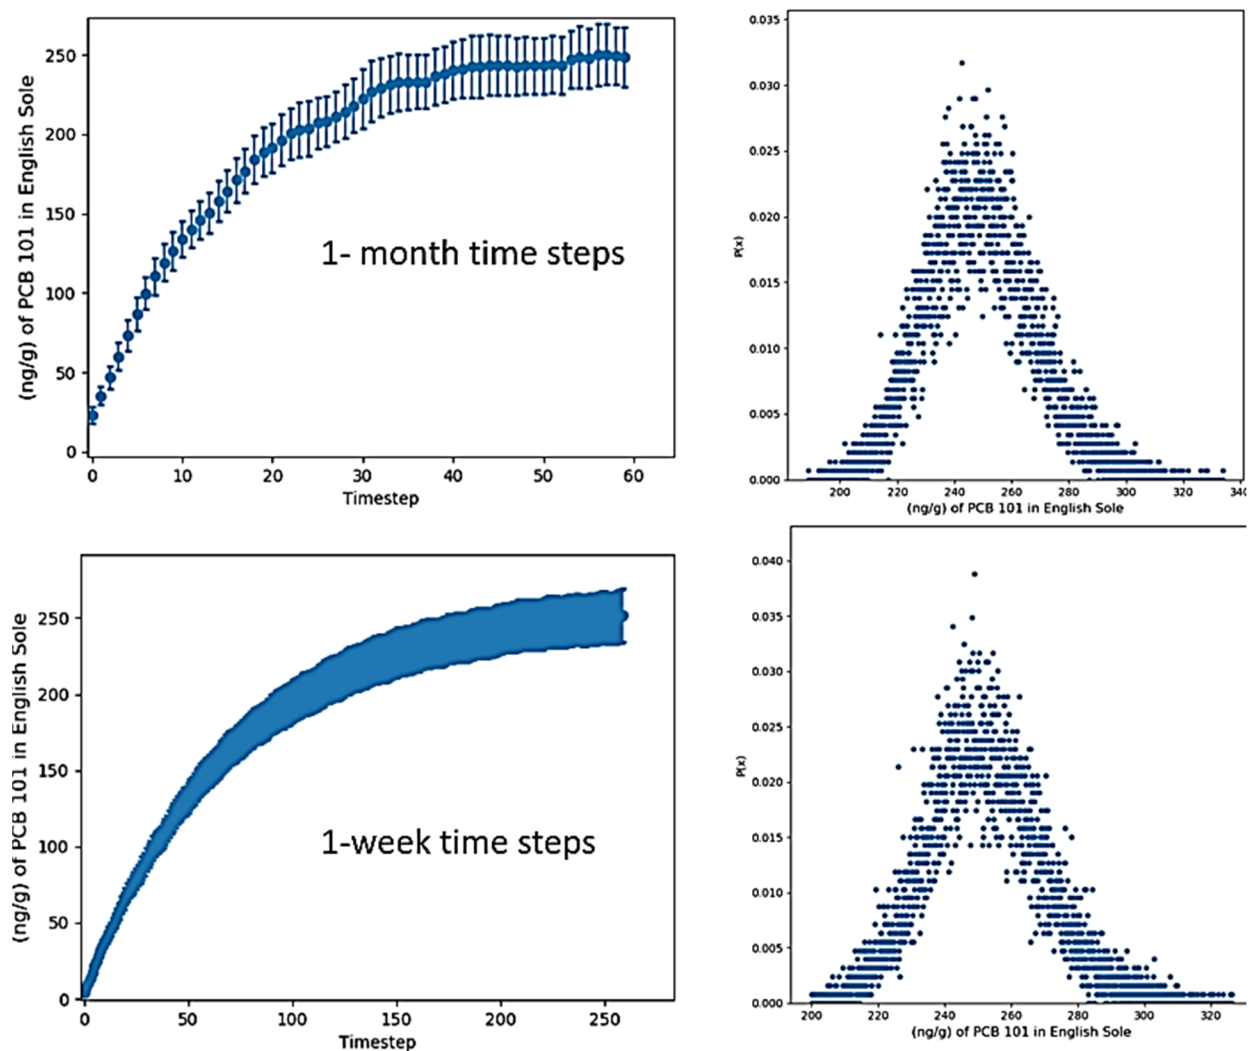 (ng/g) of PCB 101 in English Sole
250
200
150
100
50
0
1- month time steps
0 10 20 30 40 50 60
Timestep
P(x)
0.035
0.030
0.025
0.020
0.015
0.010
0.005
0.000
200 220 240 260 280 300 320 340
(ng/g) of PCB 101 in English Sole
(ng/g) of PCB 101 in English Sole
250
200
150
100
50
0
1-week time steps
0 50 100 150 200 250
Timestep
P(x)
0.040
0.035
0.030
0.025
0.020
0.015
0.010
0.005
0.000
200 220 240 260 280 300 320
(ng/g) of PCB 101 in English Sole